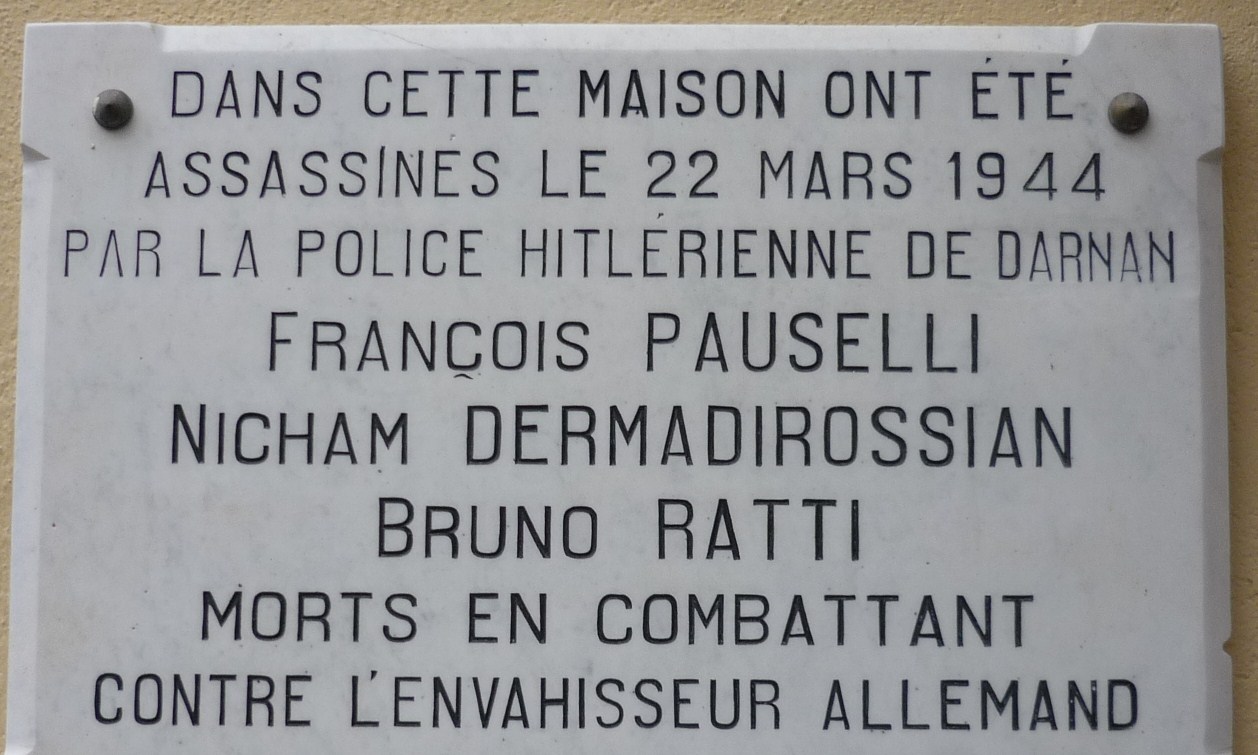 DANS CETTE MAISON ONT ÉTÉ
ASSASSINES LE 22 MARS 1944
PAR LA POLICE HITLÉRIENNE DE DARNAN
FRANÇOIS PAUSELLI
NICHAM DERMADIROSSIAN
BRUNO RATTI
MORTS EN COMBATTANT
CONTRE L'ENVAHISSEUR ALLEMAND